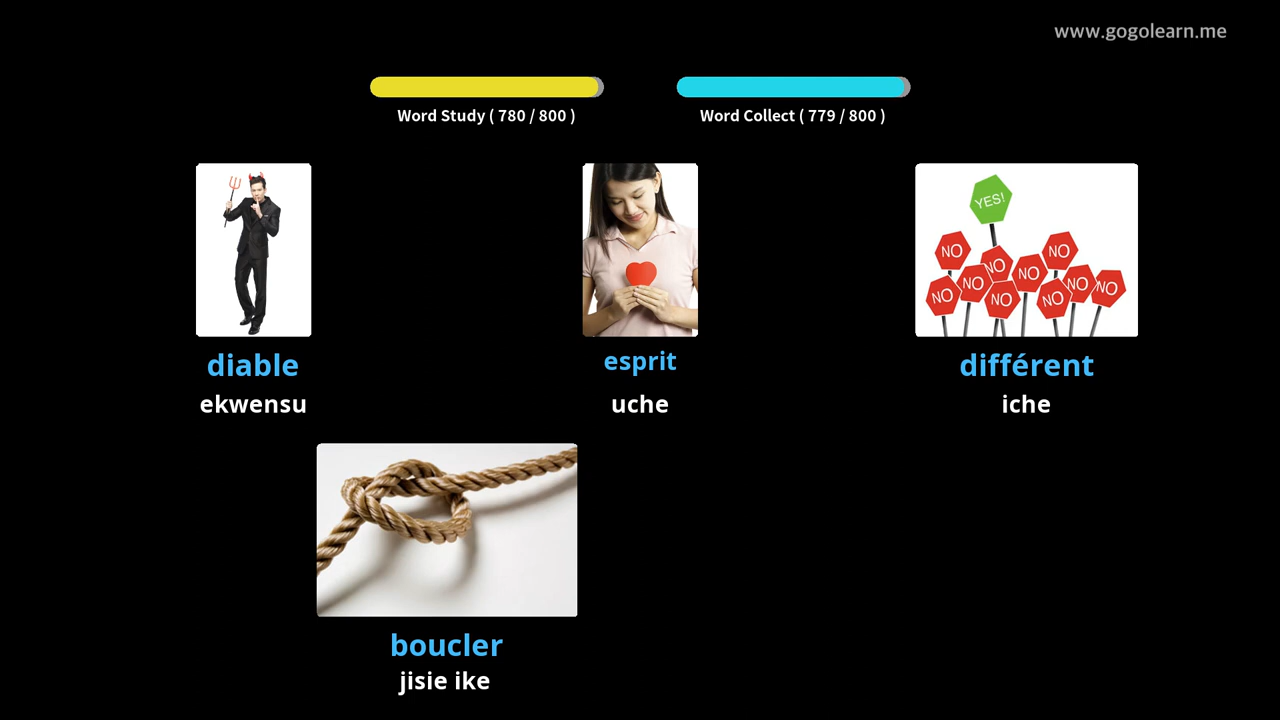 www.gogolearn.me
Word Study ( 780 / 800 )
Word Collect ( 779 / 800 )
YES!
NO
NO
NO
NO
NO
NO
NO
NO
NO
NO
diable
esprit
différent
ekwensu
uche
iche
boucler
jisie ike